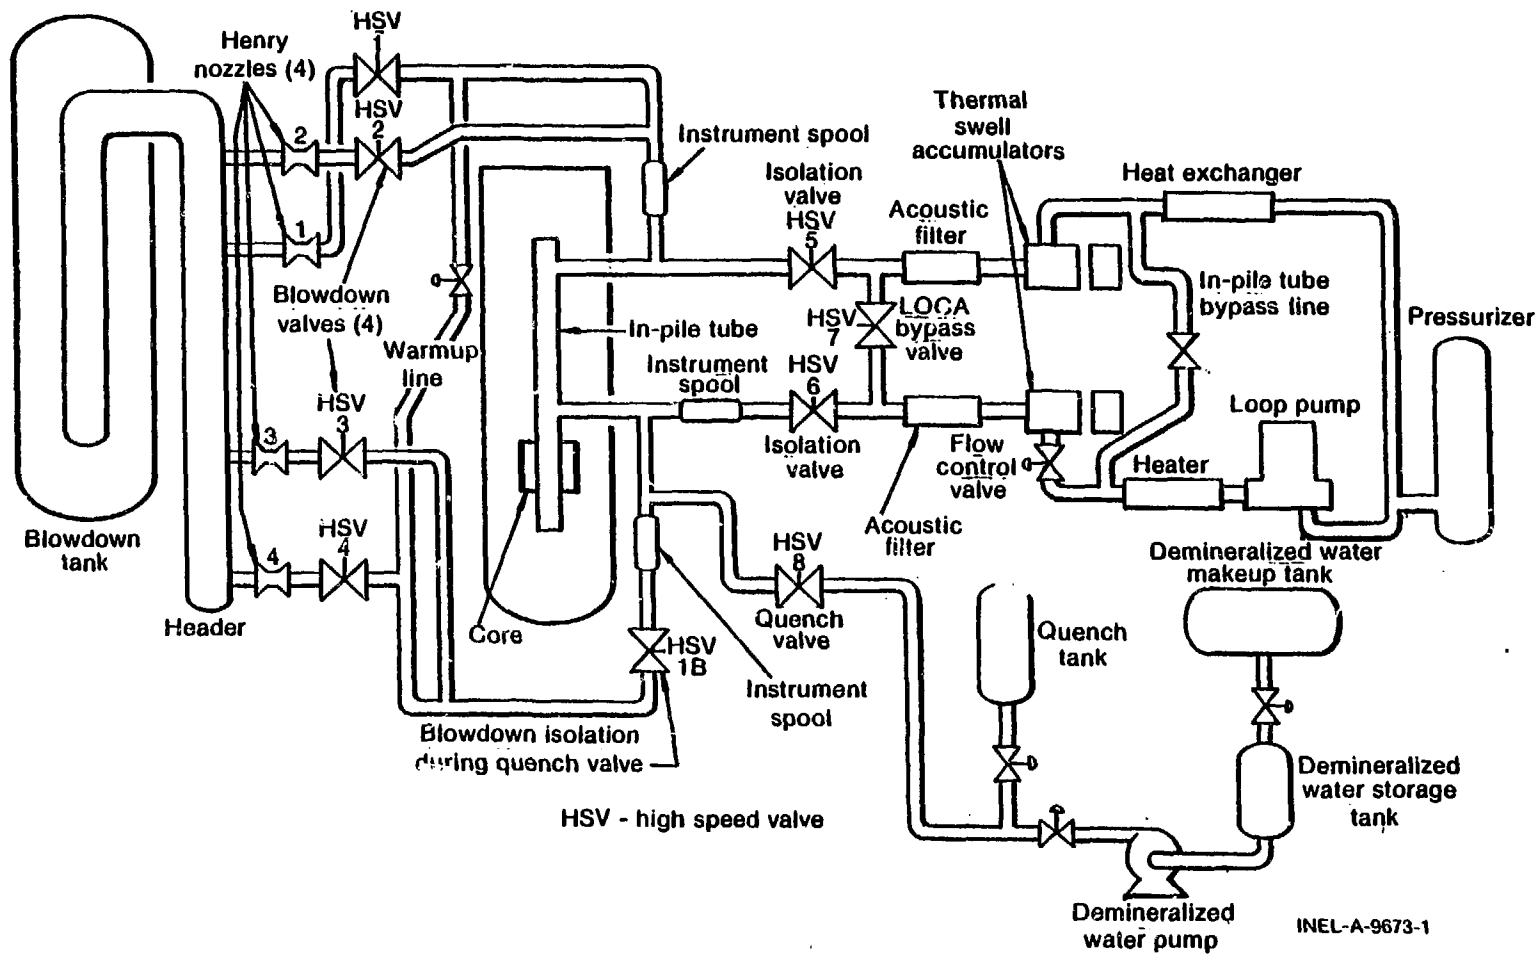 HSV
1
Henry
nozzles (4)
HSV
2
2
1
Instrument spool
Thermal
swell
accumulators
Isolation
valve
HSV
5
Acoustic
filter
Heat exchanger
In-pile tube
bypass line
Pressurizer
Blowdown
valves (4)
Warmup
line
In-pile tube
HSV
7
LOCA
bypass
valve
Instrument
spool
HSV
6
Isolation
valve
Flow
control
valve
Loop pump
Heater
HSV
3
3
Acoustic
filter
Blowdown
tank
HSV
4
4
Header
Core
HSV
8
Quench
valve
HSV
1B
Instrument
spool
Quench
tank
Demineralized water
makeup tank
Blowdown isolation
during quench valve
Demineralized
water storage
tank
HSV - high speed valve
Demineralized
water pump
INEL-A-9673-1